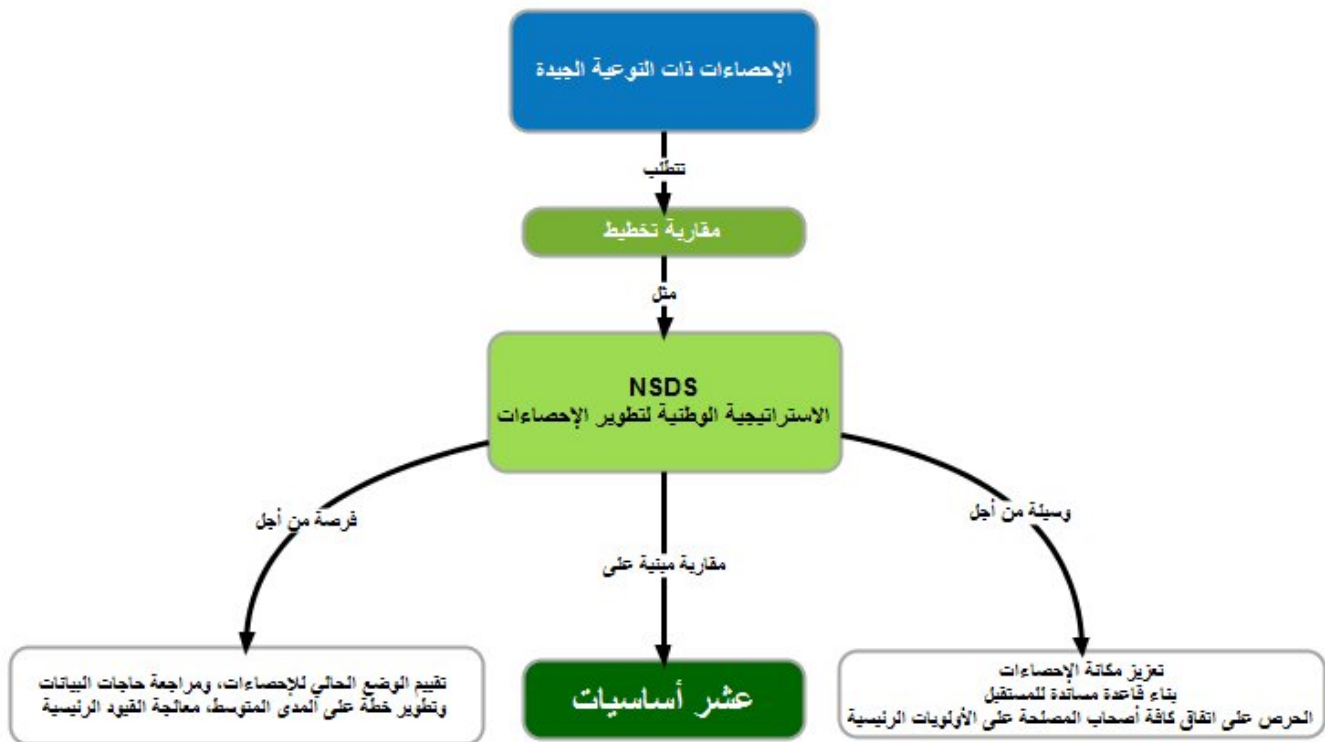 الإحصاءات ذات النوعية الجيدة
تتطلب
مقاربة تخطيط
مثل
NSDS
الاستراتيجية الوطنية لتطوير الإحصاءات
وسيلة من أجل
مقاربة مبنية على
فرصة من أجل
تعزيز مكانة الإحصاءات
بناء قاعدة مساندة للمستقبل
الحرص على اتفاق كافة أصحاب المصلحة على الأولويات الرئيسية
عشر أساسيات
تقييم الوضع الحالي للإحصاءات، ومراجعة حاجات البيانات
وتطوير خطة على المدى المتوسط، معالجة القيود الرئيسية